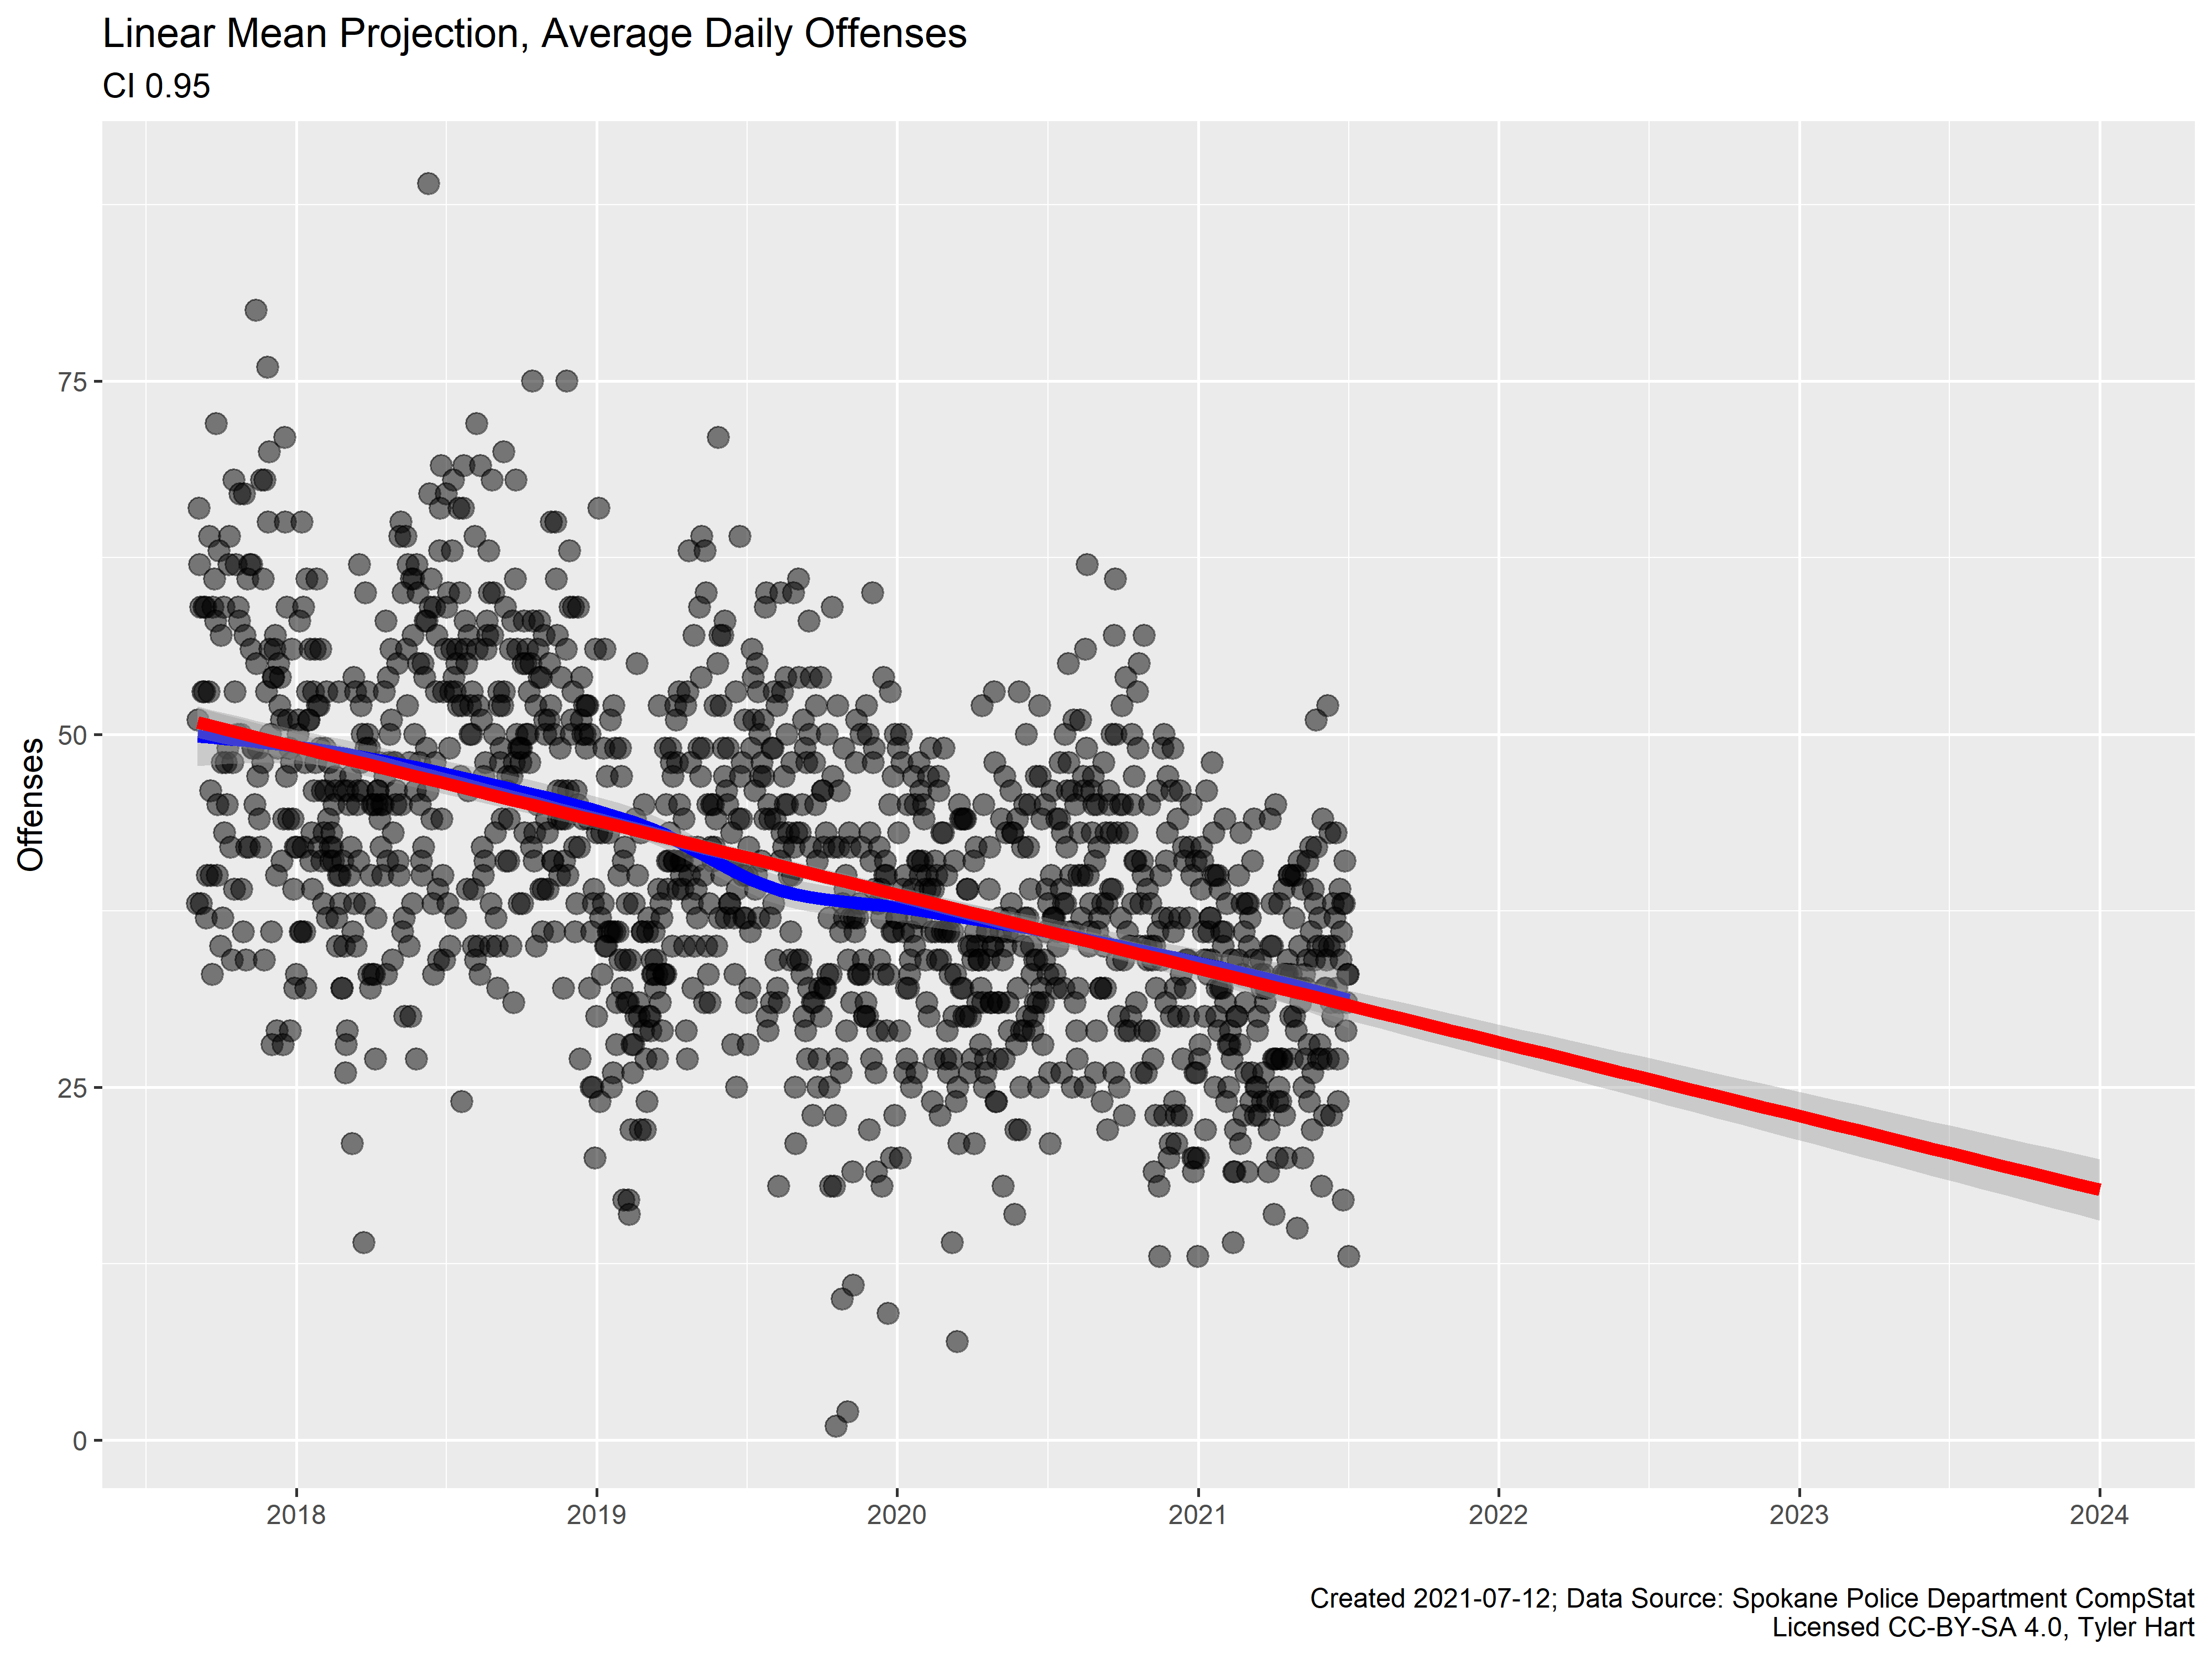 Linear Mean Projection, Average Daily Offenses
CI 0.95
75
50
25
0
Offenses
2018 2019 2020 2021 2022 2023 2024
Created 2021-07-12; Data Source: Spokane Police Department CompStat
Licensed CC-BY-SA 4.0, Tyler Hart